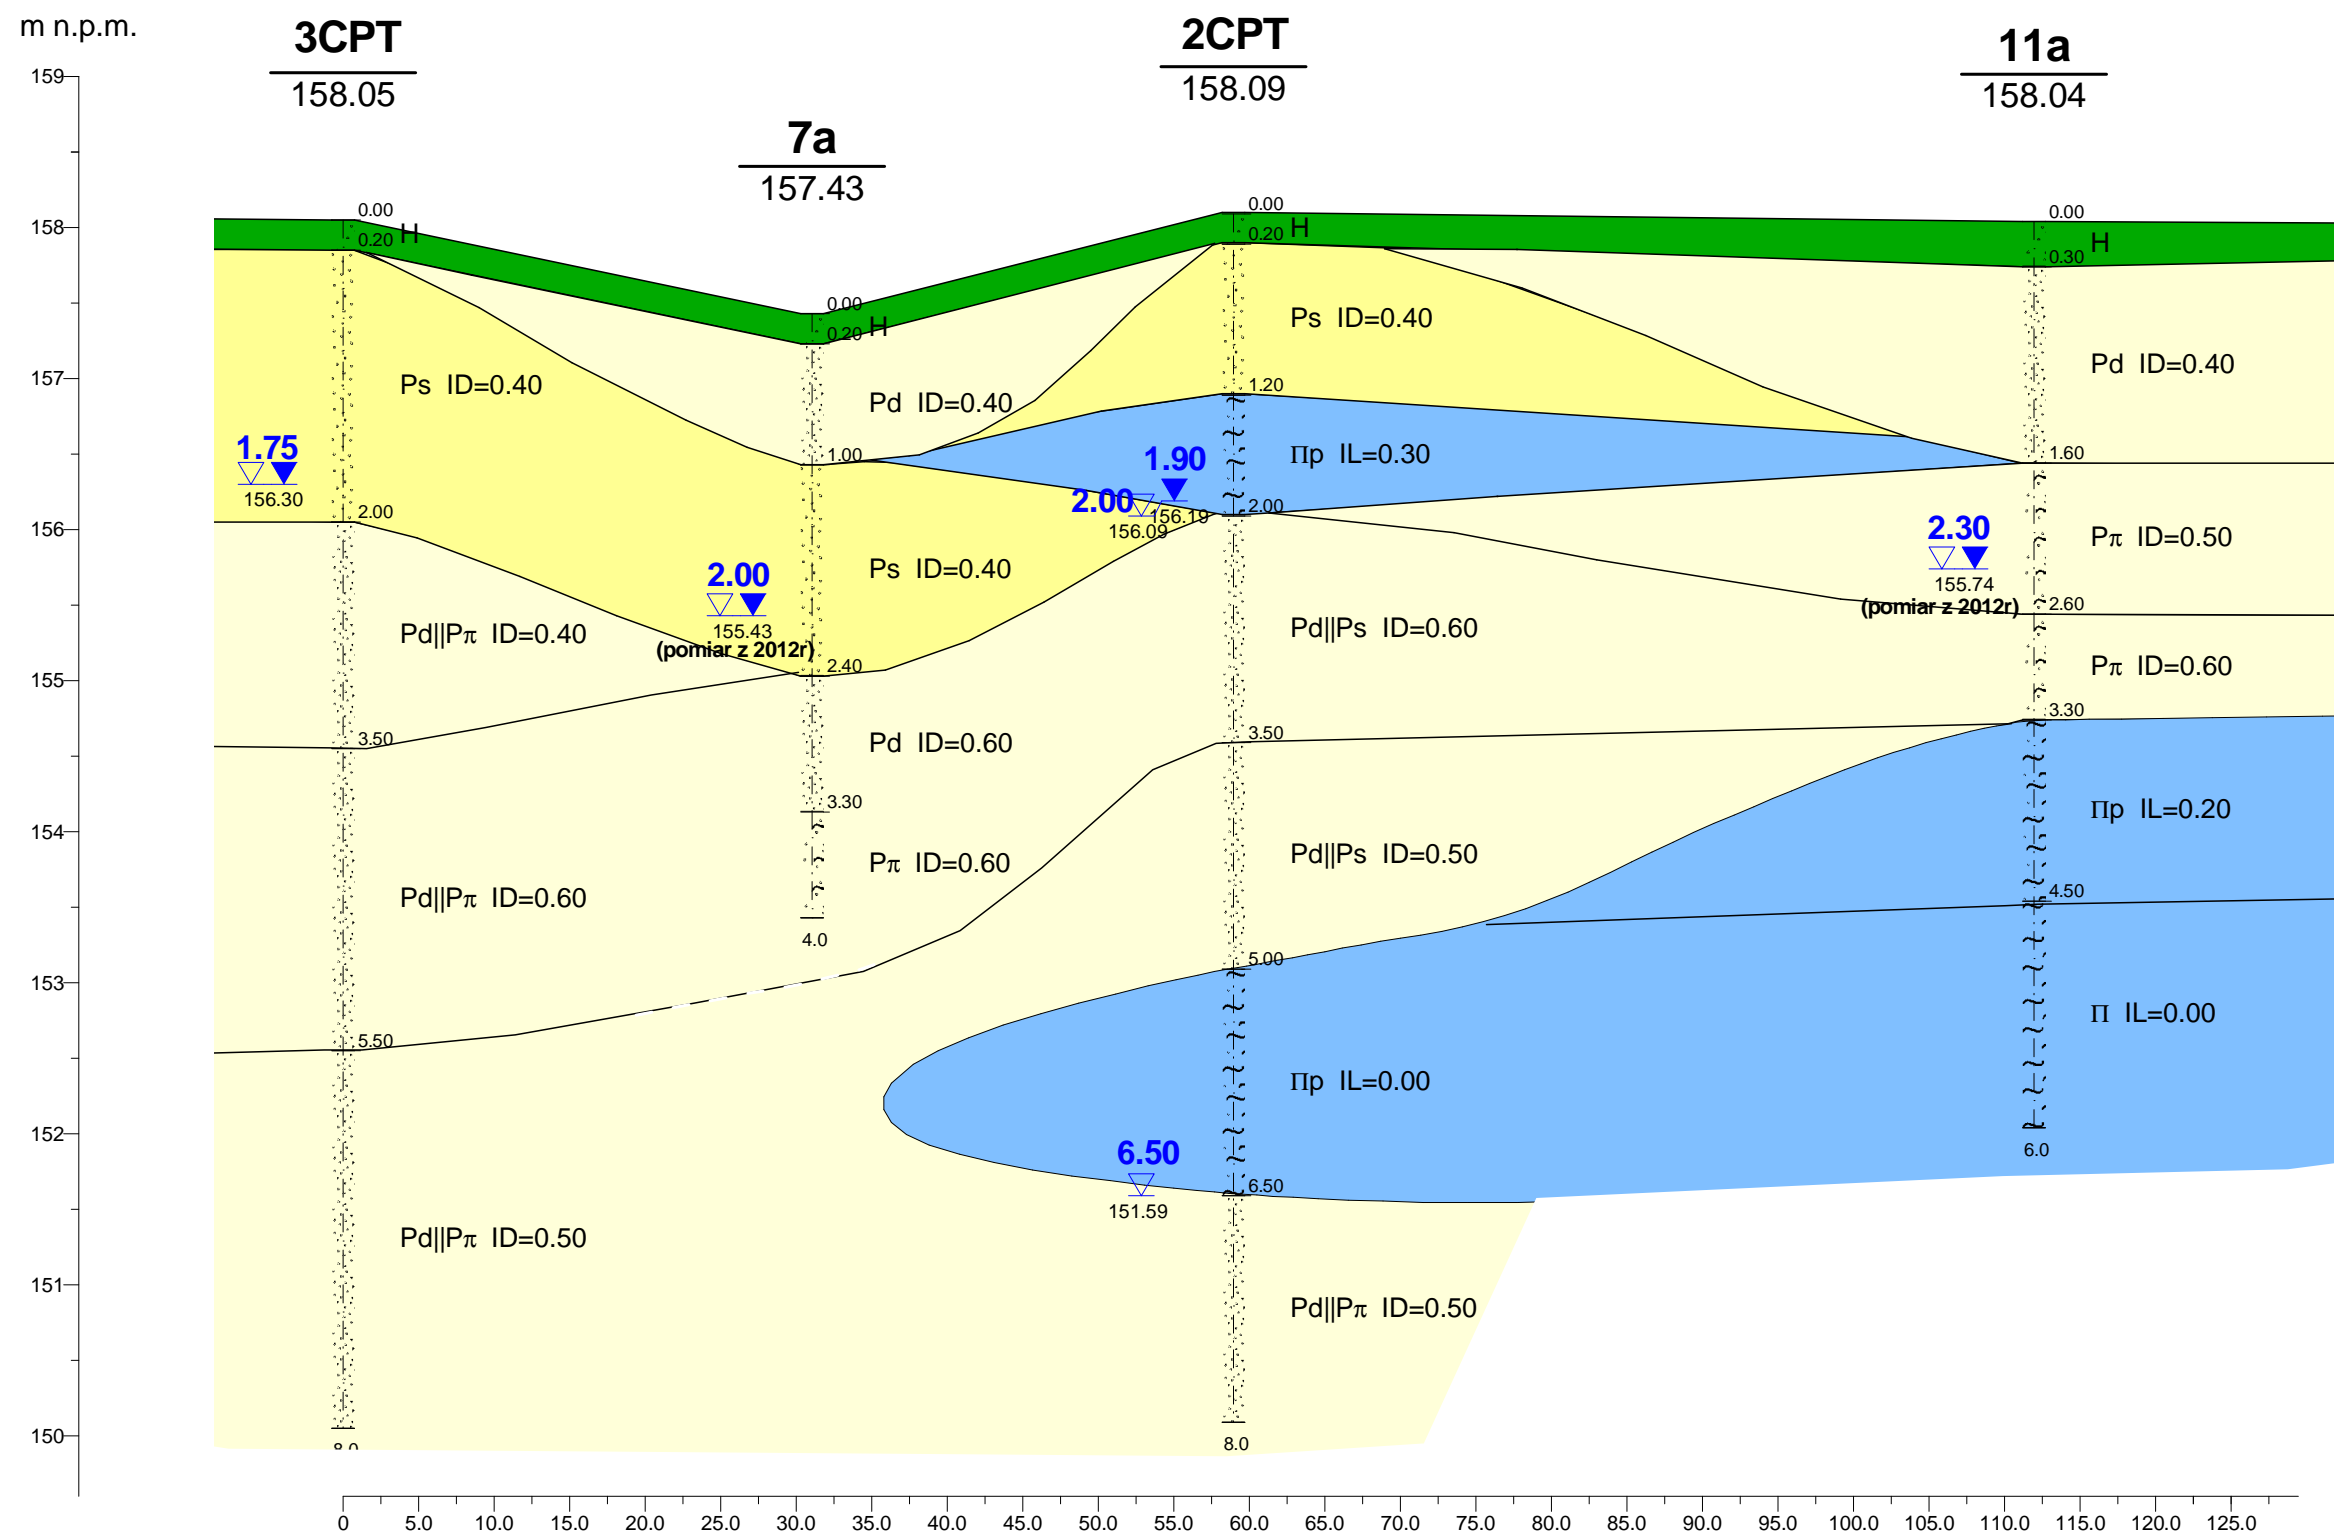 m n.p.m.
3CPT
158.05
7a
157.43
2CPT
158.09
11a
158.04
159
158
157
156
155
154
153
152
151
150
0.00
0.20 H
Ps ID=0.40
1.75
156.30
2.00
Pd||Pπ ID=0.40
3.50
Pd||Pπ ID=0.60
5.50
Pd||Pπ ID=0.50
8.0
0.00
0.20 H
Pd ID=0.40
1.00
Ps ID=0.40
2.00
155.43
(pomiar z 2012r)
2.40
Pd ID=0.60
3.30
Pπ ID=0.60
4.0
0.00
0.20 H
Ps ID=0.40
1.20
Πp IL=0.30
1.90
156.19
2.00
156.09
2.00
Pd||Ps ID=0.60
3.50
Pd||Ps ID=0.50
5.00
Πp IL=0.00
6.50
151.59
6.50
Pd||Pπ ID=0.50
8.0
0.00
H
0.30
Pd ID=0.40
1.60
Pπ ID=0.50
2.30
155.74
(pomiar z 2012r)
2.60
Pπ ID=0.60
3.30
Πp IL=0.20
4.50
Π IL=0.00
6.0
0 5.0 10.0 15.0 20.0 25.0 30.0 35.0 40.0 45.0 50.0 55.0 60.0 65.0 70.0 75.0 80.0 85.0 90.0 95.0 100.0 105.0 110.0 115.0 120.0 125.0